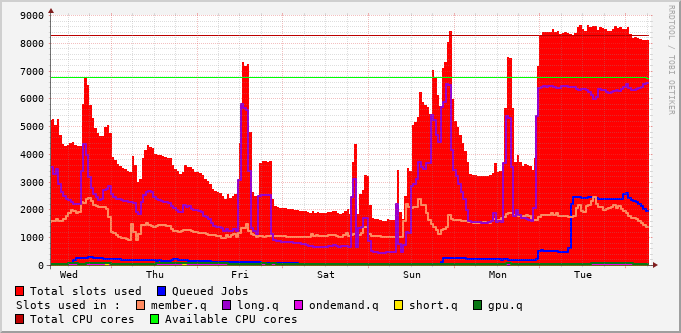 RRDTOOL / TOBI OETIKER
9000
8000
7000
6000
5000
4000
3000
2000
1000
0
Wed Thu Fri Sat Sun Mon Tue
Total slots used Queued Jobs
Slots used in : member.q long.q ondemand.q short.q gpu.q
Total CPU cores Available CPU cores